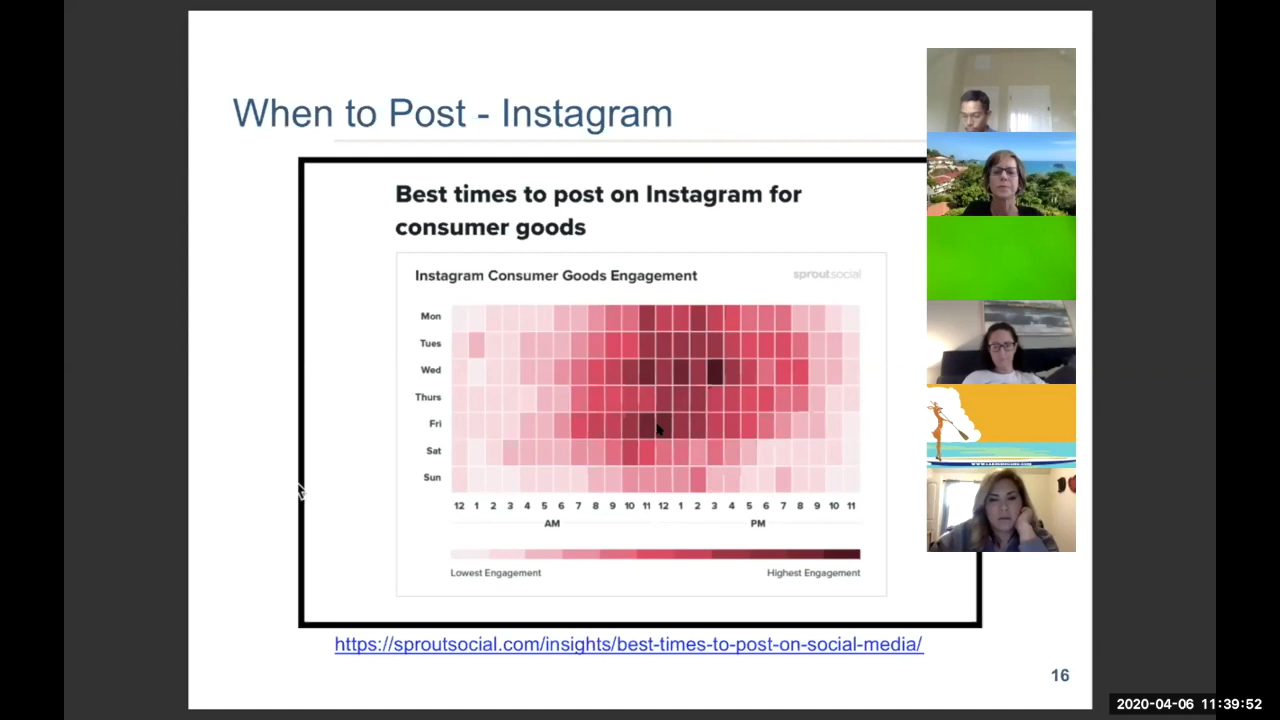 When to Post - Instagram
Best times to post on Instagram for
consumer goods
Instagram Consumer Goods Engagement
sproutsocial
Mon
Tues
Wed
Thurs
Fri
Sat
Sun
12 1 2 3 4 5 6 7 8 9 10 11 12 1 2 3 4 5 6 7 8 9 10 11
AM PM
Lowest Engagement Highest Engagement
https://sproutsocial.com/insights/best-times-to-post-on-social-media/
16
2020-04-06 11:39:52